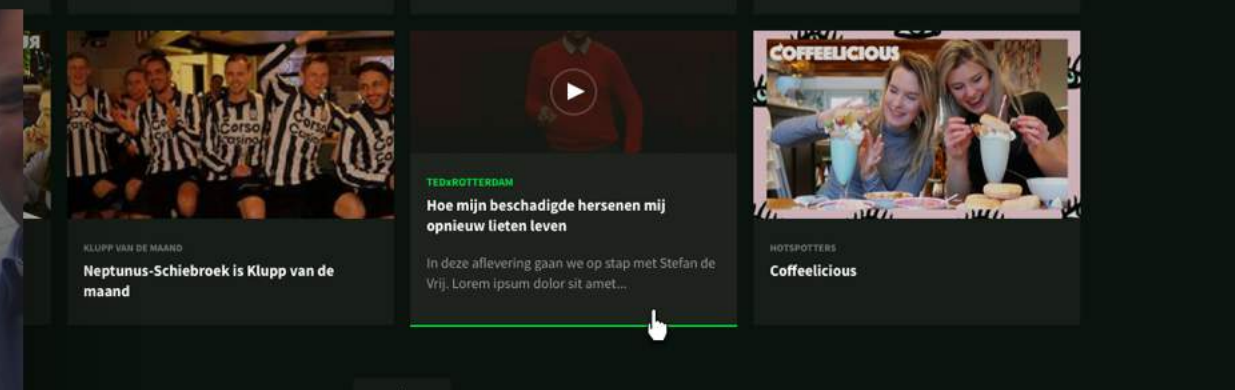 KLUPP VAN DE MAAND
Neptunus-Schiebroek is Klupp van de
maand
Corso
Casino
TEDxROTTERDAM
Hoe mijn beschadigde hersenen mij
opnieuw lieten leven
In deze aflevering gaan we op stap met Stefan de
Vrij. Lorem ipsum dolor sit amet...
COFFEELICIOUS
HOTSPOTTERS
Coffeelicious